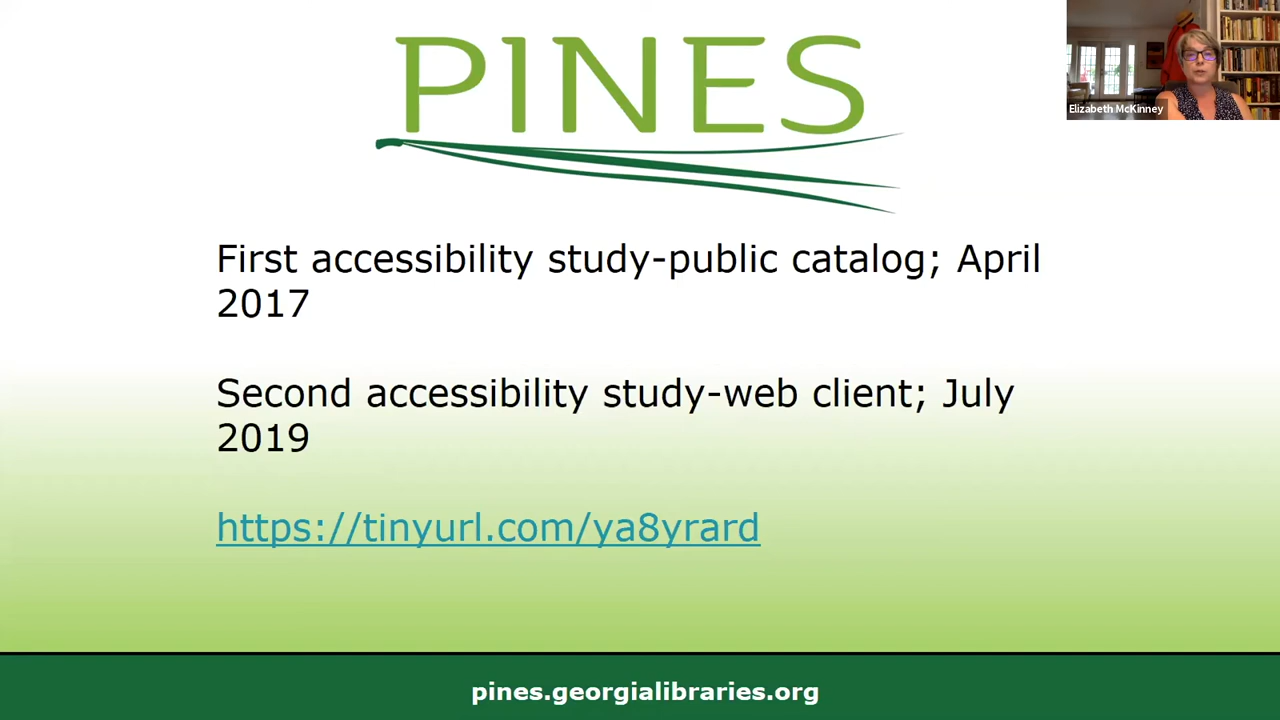 PINES
Elizabeth McKinney
First accessibility study-public catalog; April
2017
Second accessibility study-web client; July
2019
https://tinyurl.com/ya8yrard
pines.georgialibraries.org